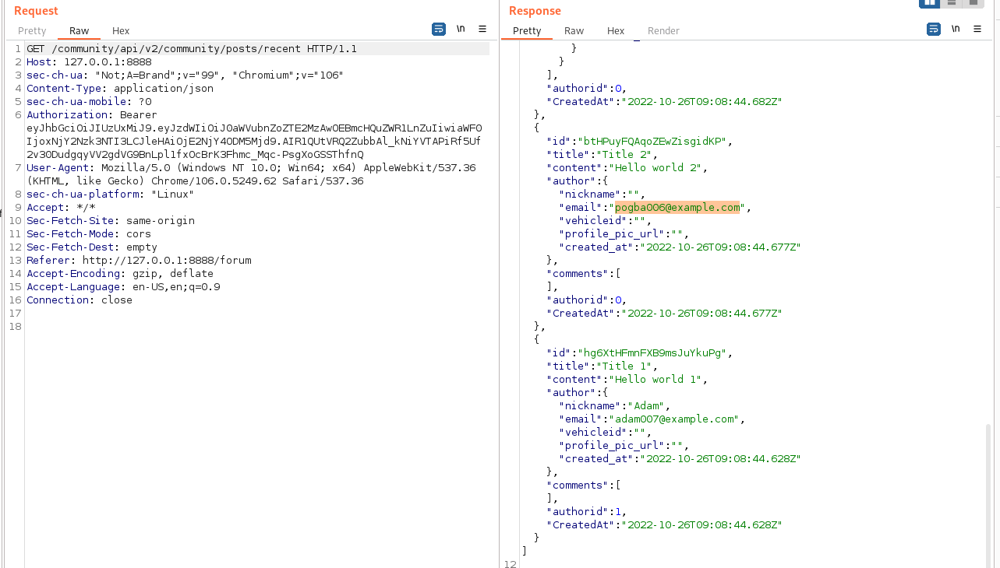 Request
Pretty Raw Hex
\n
1 GET /community/api/v2/community/posts/recent HTTP/1.1
2 Host: 127.0.0.1:8888
3 sec-ch-ua: "Not;A=Brand";v="99", "Chromium";v="106"
4 Content-Type: application/json
5 sec-ch-ua-mobile: ?0
6 Authorization: Bearer
eyJhbGciOiJIUzUxMiJ9.eyJzdWIiOiJ0aWVubnZoZTE2MzAwOEBmcHQuZWR1LnZuIiwiaWF0
IjoxNjY2Nzk3NTI3LCJleHAiOjE2NjY4ODM5Mjd9.AIR1QUtVRQ2ZubbAl_kNiYVTAPiRf5Uf
2v30DudgqyVV2gdVG9BnLpl1fxOcBrK3Fhmc_Mqc-PsgXoGSSThfnQ
7 User-Agent: Mozilla/5.0 (Windows NT 10.0; Win64; x64) AppleWebKit/537.36
(KHTML, like Gecko) Chrome/106.0.5249.62 Safari/537.36
8 sec-ch-ua-platform: "Linux"
9 Accept: */*
10 Sec-Fetch-Site: same-origin
11 Sec-Fetch-Mode: cors
12 Sec-Fetch-Dest: empty
13 Referer: http://127.0.0.1:8888/forum
14 Accept-Encoding: gzip, deflate
15 Accept-Language: en-US,en;q=0.9
16 Connection: close
17
18
Response
Pretty Raw Hex Render
\n
}
}
],
"authorid":0,
"CreatedAt":"2022-10-26T09:08:44.682Z"
},
{
"id":"btHPuyFQAqoZEwZisgidKP",
"title":"Title 2",
"content":"Hello world 2",
"author":{
"nickname":"",
"email":"pogba006@example.com",
"vehicleid":"",
"profile_pic_url":"",
"created_at":"2022-10-26T09:08:44.677Z"
},
"comments":[
],
"authorid":0,
"CreatedAt":"2022-10-26T09:08:44.677Z"
},
{
"id":"hg6XtHFmnFXB9msJuYkuPg",
"title":"Title 1",
"content":"Hello world 1",
"author":{
"nickname":"Adam",
"email":"adam007@example.com",
"vehicleid":"",
"profile_pic_url":"",
"created_at":"2022-10-26T09:08:44.628Z"
},
"comments":[
],
"authorid":1,
"CreatedAt":"2022-10-26T09:08:44.628Z"
}
]
12